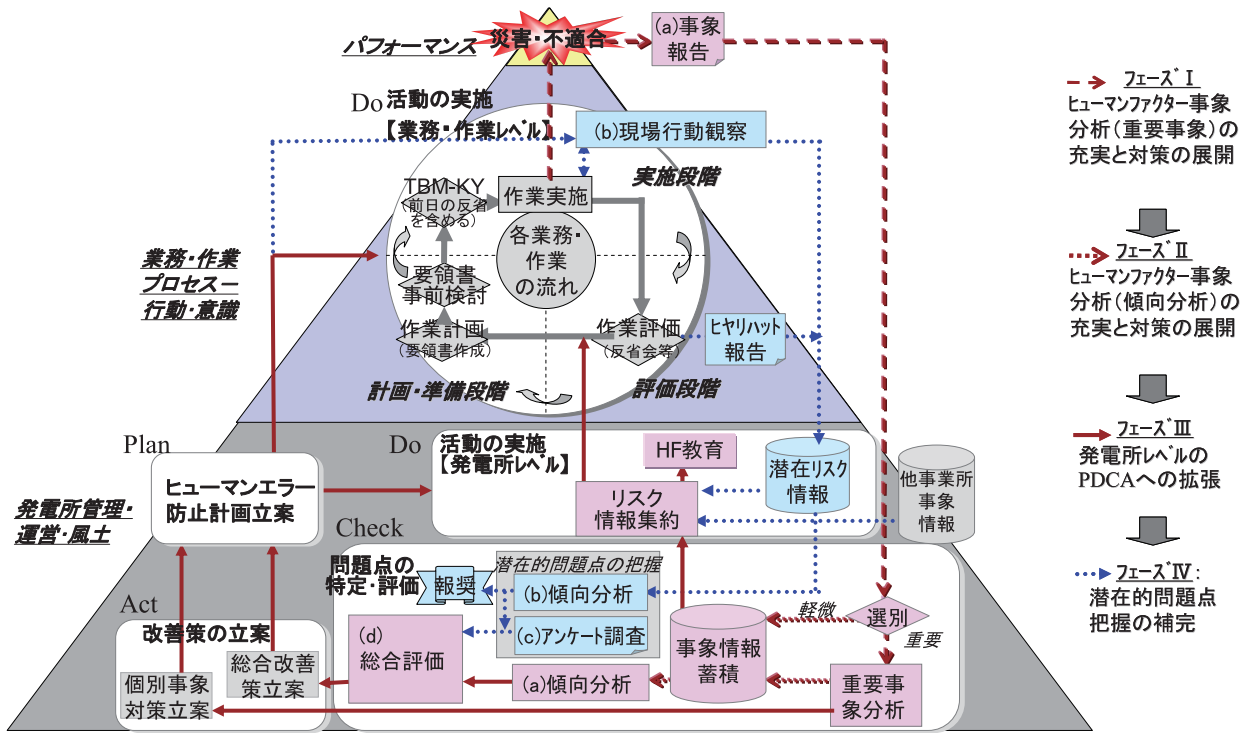 パフォーマンス
災害・不適合
(a)事象
報告
Do 活動の実施
【業務・作業レベル】
(b)現場行動観察
実施段階
TBM-KY
(前日の反省
を含める)
作業実施
各業務・
作業
の流れ
要領書
事前検討
作業計画
(要領書作成)
作業評価
(反省会等)
ヒヤリハット
報告
計画・準備段階
評価段階
業務・作業
プロセス－
行動・意識
Plan
ヒューマンエラー
防止計画立案
発電所管理・
運営・風土
Do 活動の実施
【発電所レベル】
HF教育
リスク
情報集約
潜在リスク
情報
他事業所
事象
情報
Check
問題点の
特定・評価
報奨
潜在的問題点の把握
(b)傾向分析
(c)アンケート調査
(d)
総合評価
(a)傾向分析
事象情報
蓄積
軽微
選別
重要
重要事
象分析
Act
改善策の立案
総合改善
策立案
個別事象
対策立案
フェーズⅠ
ヒューマンファクター事象
分析(重要事象)の
充実と対策の展開
フェーズⅡ
ヒューマンファクター事象
分析(傾向分析)の
充実と対策の展開
フェーズⅢ
発電所レベルの
PDCAへの拡張
フェーズⅣ:
潜在的問題点
把握の補完